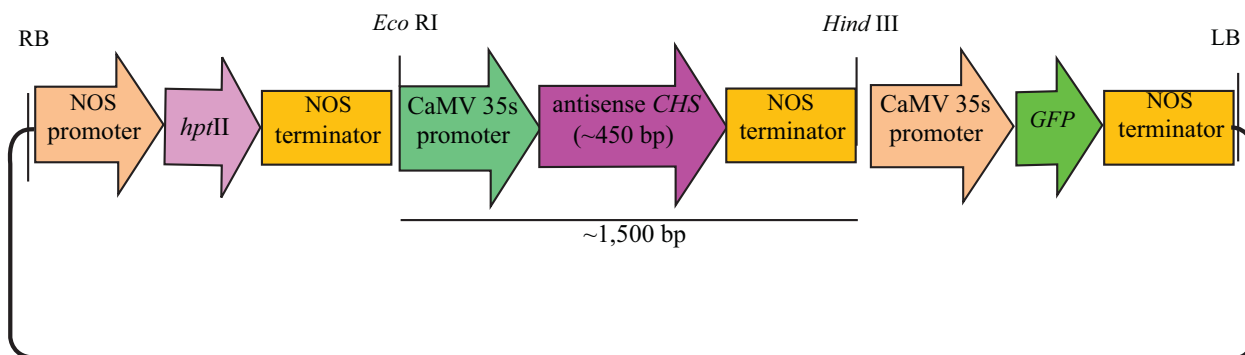 RB
Eco RI
Hind III
LB
NOS
promoter
hptII
NOS
terminator
CaMV 35s
promoter
antisense CHS
(~450 bp)
NOS
terminator
CaMV 35s
promoter
GFP
NOS
terminator
~1,500 bp